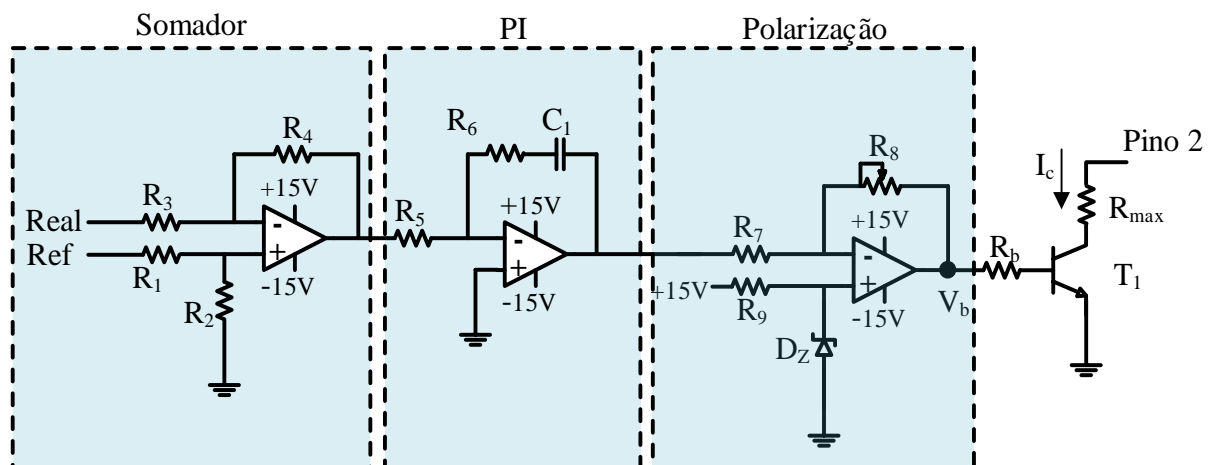 Somador
PI
Polarização
Real
Ref
R3
R1
R2
R4
+15V
-
+
-15V
R5
R6
C1
+15V
-
+
-15V
R7
+15V
R9
DZ
R8
+15V
-
+
-15V
Vb
Rb
Ic
Pino 2
Rmax
T1